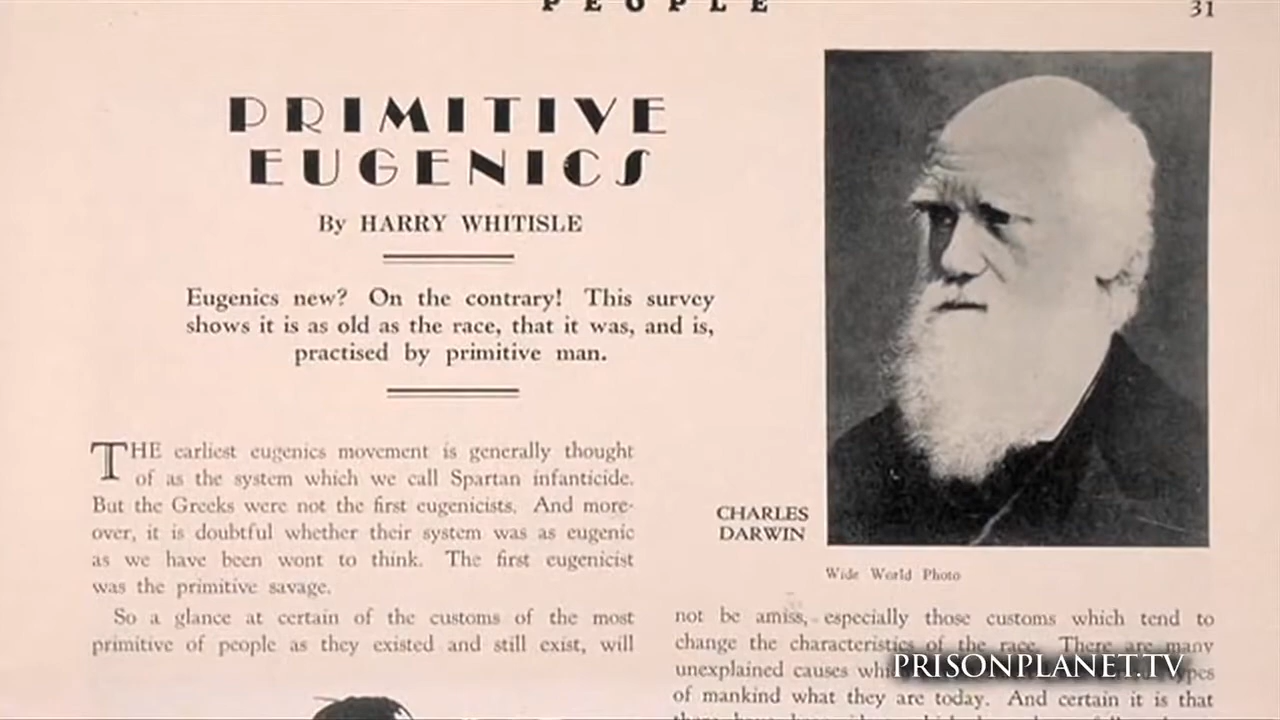 PEOPLE
31
PRIMITIVE
EUGENICS
By HARRY WHITISLE
Eugenics new? On the contrary! This survey
shows it is as old as the race, that it was, and is,
practised by primitive man.
THE earliest eugenics movement is generally thought
of as the system which we call Spartan infanticide.
But the Greeks were not the first eugenicists. And more-
over, it is doubtful whether their system was as eugenic
as we have been wont to think. The first eugenicist
was the primitive savage.
So a glance at certain of the customs of the most
primitive of people as they existed and still exist, will
CHARLES
DARWIN
Wide World Photo
not be amiss, especially those customs which tend to
change the characteristics of the race. There are many
unexplained causes
of mankind what they are today. And certain it is that
PRISONPLANET.TV